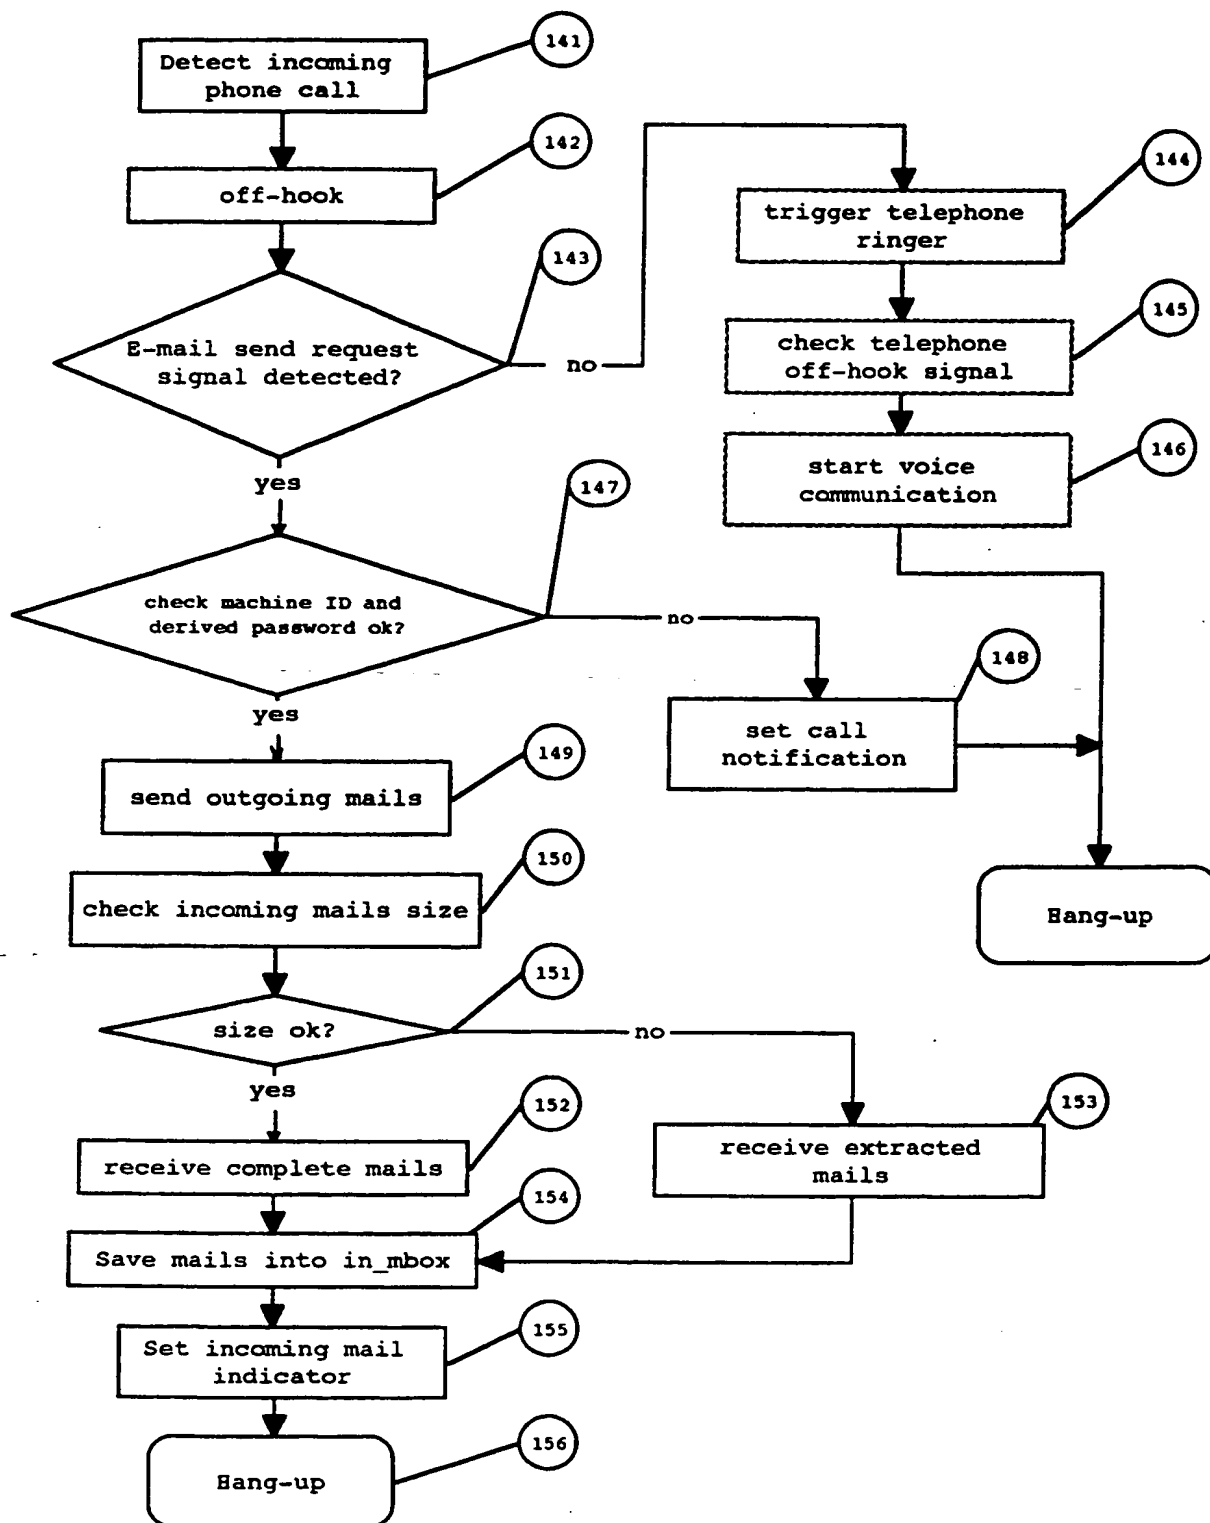 141
Detect incoming
phone call
142
off-hook
143
E-mail send request
signal detected?
no
yes
144
trigger telephone
ringer
145
check telephone
off-hook signal
146
start voice
communication
147
check machine ID and
derived password ok?
no
yes
148
set call
notification
Hang-up
149
send outgoing mails
150
check incoming mails size
151
size ok?
no
yes
152
receive complete mails
153
receive extracted
mails
154
Save mails into in_mbox
155
Set incoming mail
indicator
156
Hang-up